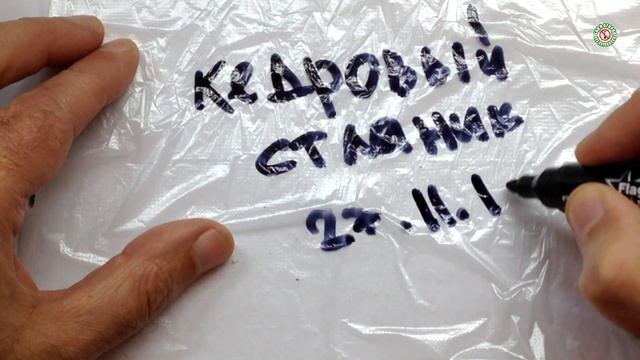 Кедровый
стланик
27.11.1